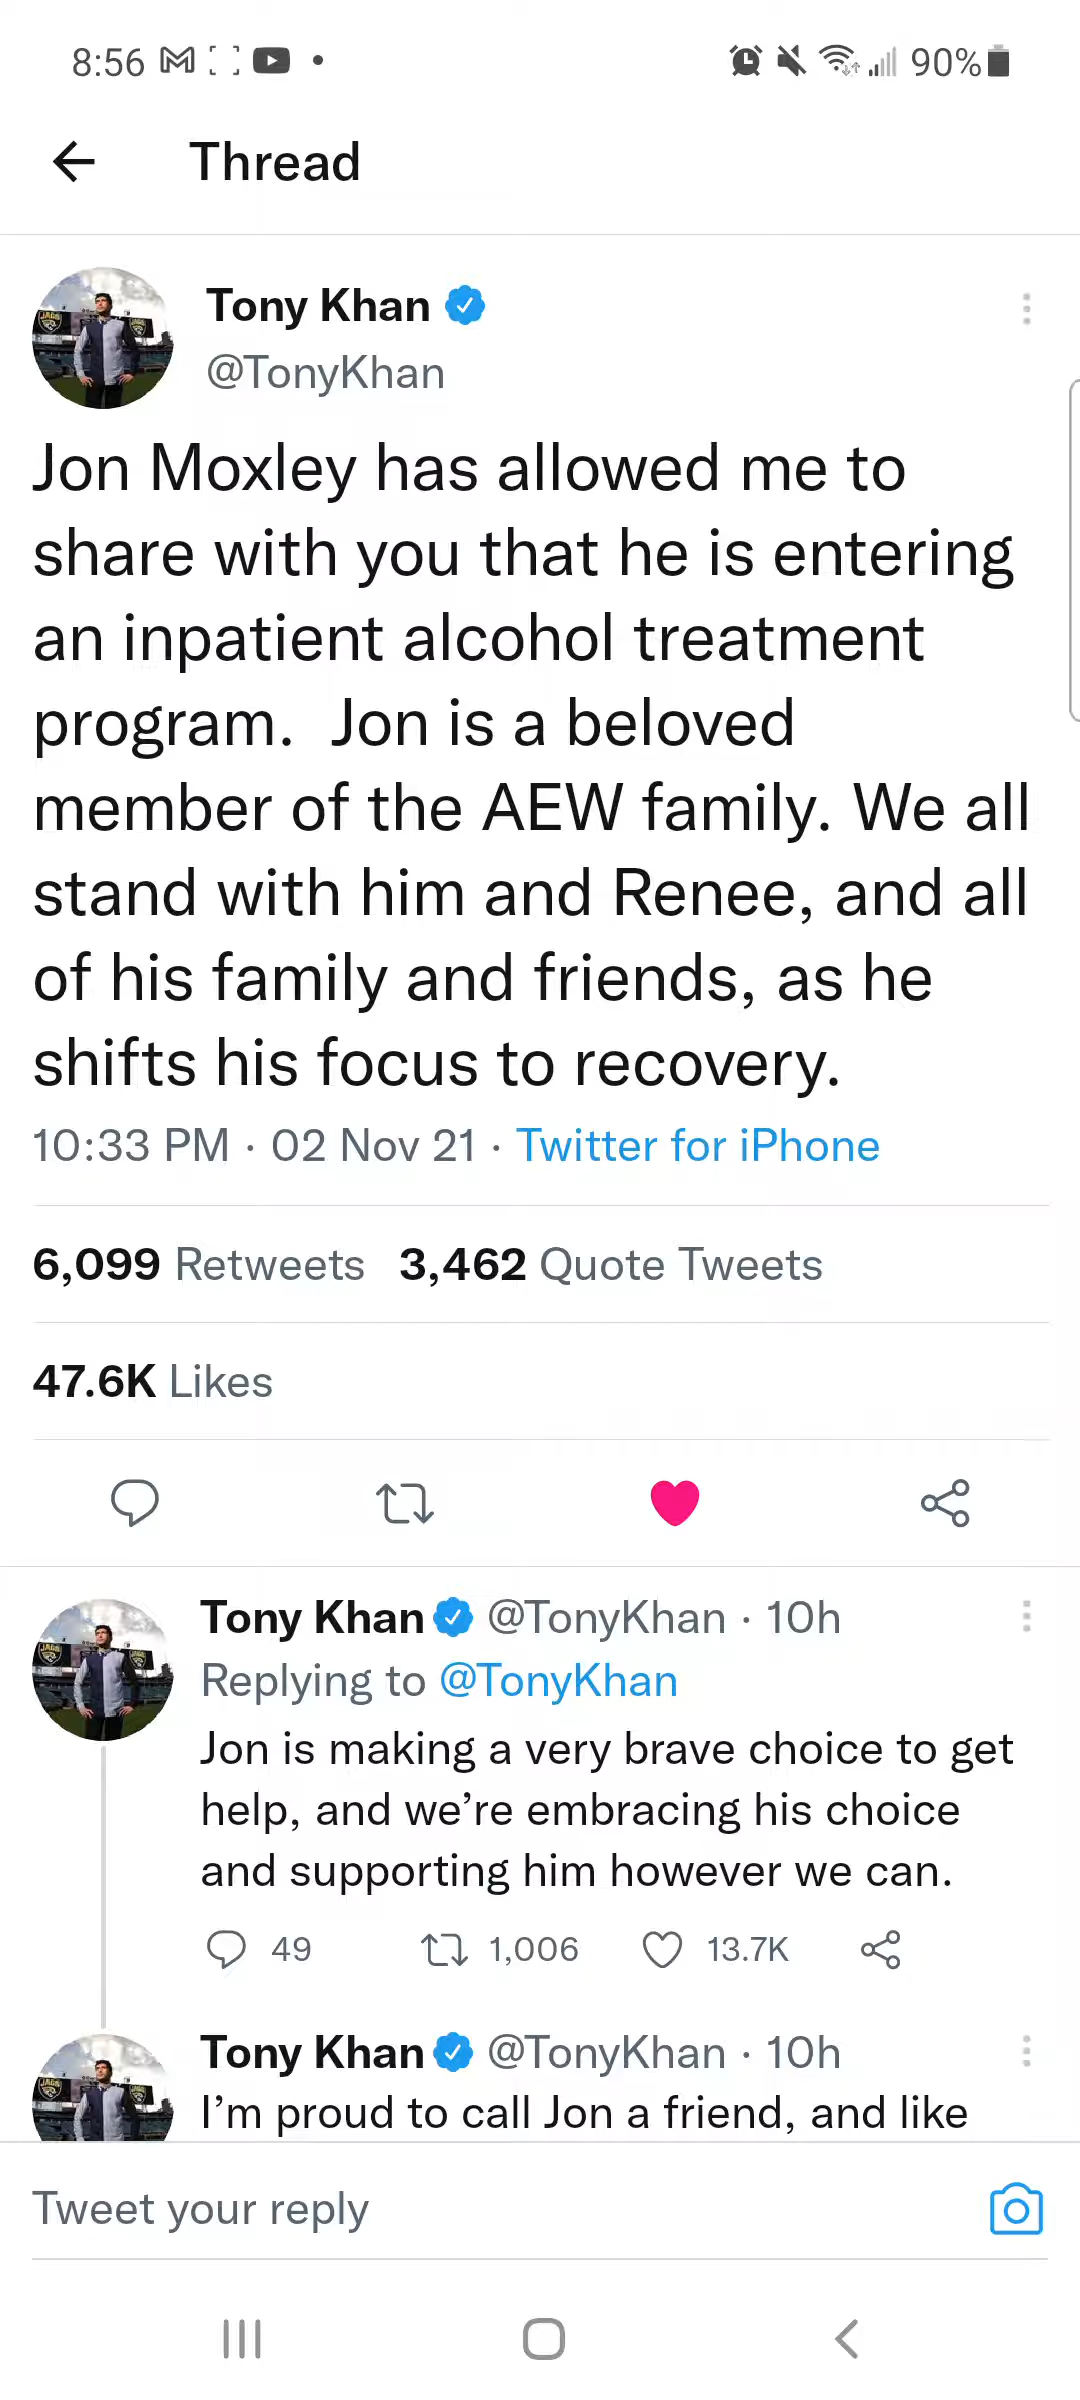 8:56 90%
Thread
Tony Khan
@TonyKhan
Jon Moxley has allowed me to
share with you that he is entering
an inpatient alcohol treatment
program.  Jon is a beloved
member of the AEW family. We all
stand with him and Renee, and all
of his family and friends, as he
shifts his focus to recovery.
10:33 PM · 02 Nov 21 · Twitter for iPhone
6,099 Retweets 3,462 Quote Tweets
47.6K Likes
Tony Khan @TonyKhan · 10h
Replying to @TonyKhan
Jon is making a very brave choice to get
help, and we’re embracing his choice
and supporting him however we can.
49 1,006 13.7K
Tony Khan @TonyKhan · 10h
I’m proud to call Jon a friend, and like
Tweet your reply